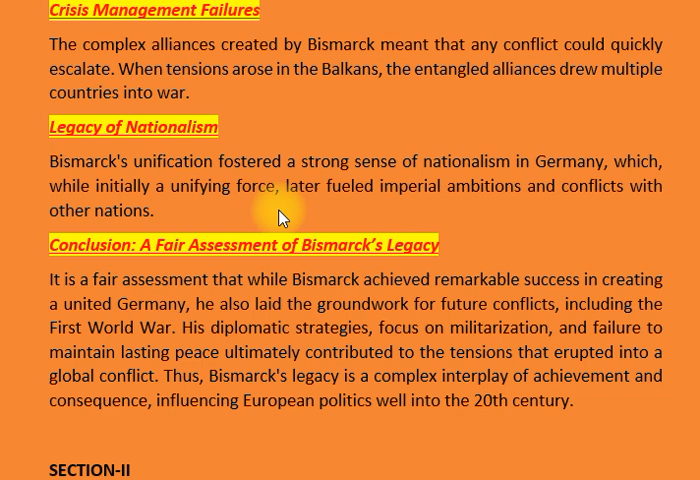 Crisis Management Failures
The complex alliances created by Bismarck meant that any conflict could quickly
escalate. When tensions arose in the Balkans, the entangled alliances drew multiple
countries into war.
Legacy of Nationalism
Bismarck's unification fostered a strong sense of nationalism in Germany, which,
while initially a unifying force, later fueled imperial ambitions and conflicts with
other nations.
Conclusion: A Fair Assessment of Bismarck’s Legacy
It is a fair assessment that while Bismarck achieved remarkable success in creating
a united Germany, he also laid the groundwork for future conflicts, including the
First World War. His diplomatic strategies, focus on militarization, and failure to
maintain lasting peace ultimately contributed to the tensions that erupted into a
global conflict. Thus, Bismarck's legacy is a complex interplay of achievement and
consequence, influencing European politics well into the 20th century.
SECTION-II